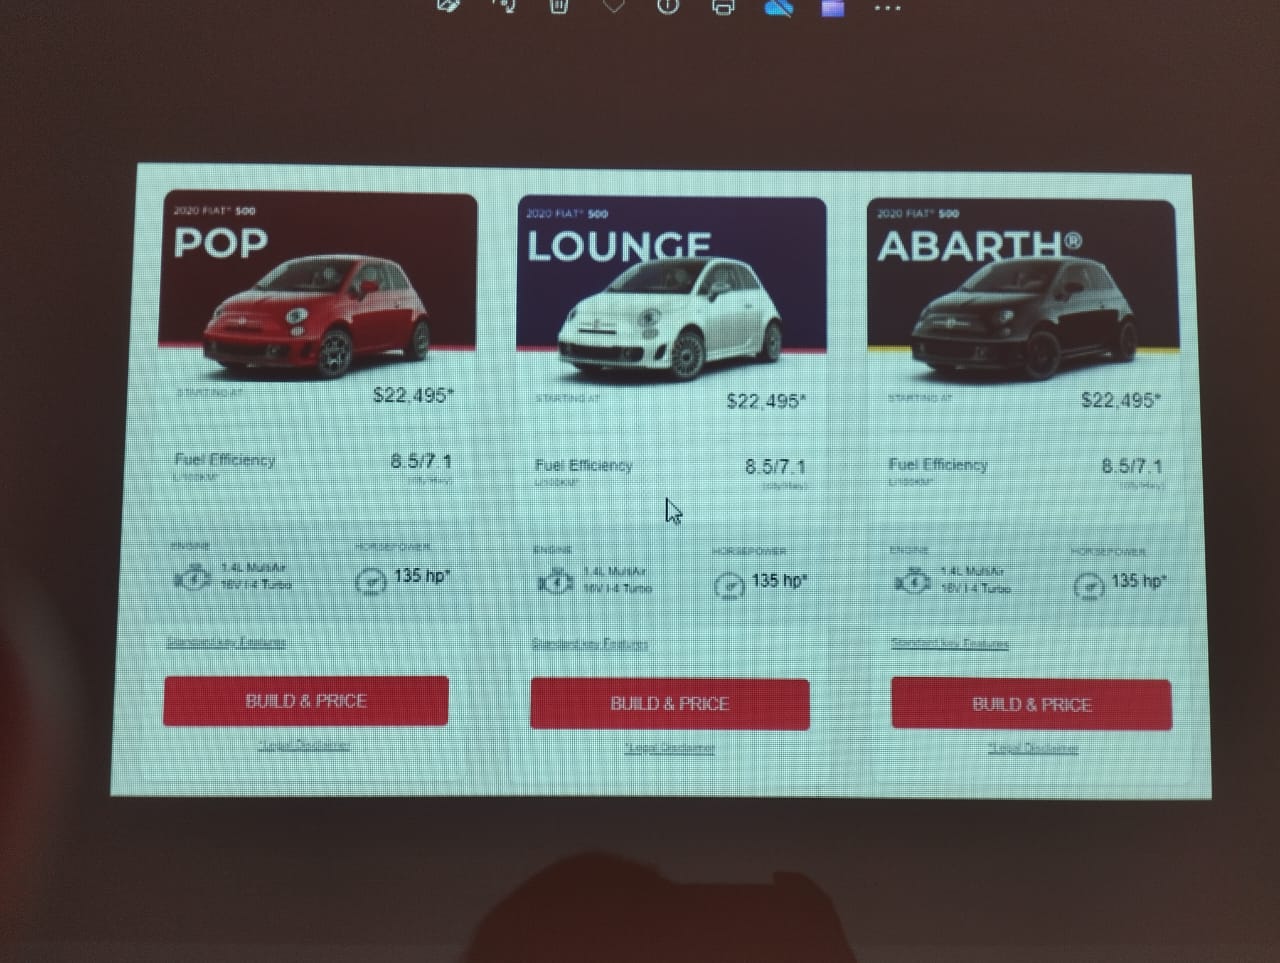 2020 FIAT® 500
POP
STARTING AT $22,495*
Fuel Efficiency 8.5/7.1
L/100KM* (city/hwy)
ENGINE HORSEPOWER
1.4L MultiAir
16V I-4 Turbo
135 hp*
Standard key Features
BUILD & PRICE
*Legal Disclaimer
2020 FIAT® 500
LOUNGE
STARTING AT $22,495*
Fuel Efficiency 8.5/7.1
L/100KM* (city/hwy)
ENGINE HORSEPOWER
1.4L MultiAir
16V I-4 Turbo
135 hp*
Standard key Features
BUILD & PRICE
*Legal Disclaimer
2020 FIAT® 500
ABARTH®
STARTING AT $22,495*
Fuel Efficiency 8.5/7.1
L/100KM* (city/hwy)
ENGINE HORSEPOWER
1.4L MultiAir
16V I-4 Turbo
135 hp*
Standard key Features
BUILD & PRICE
*Legal Disclaimer